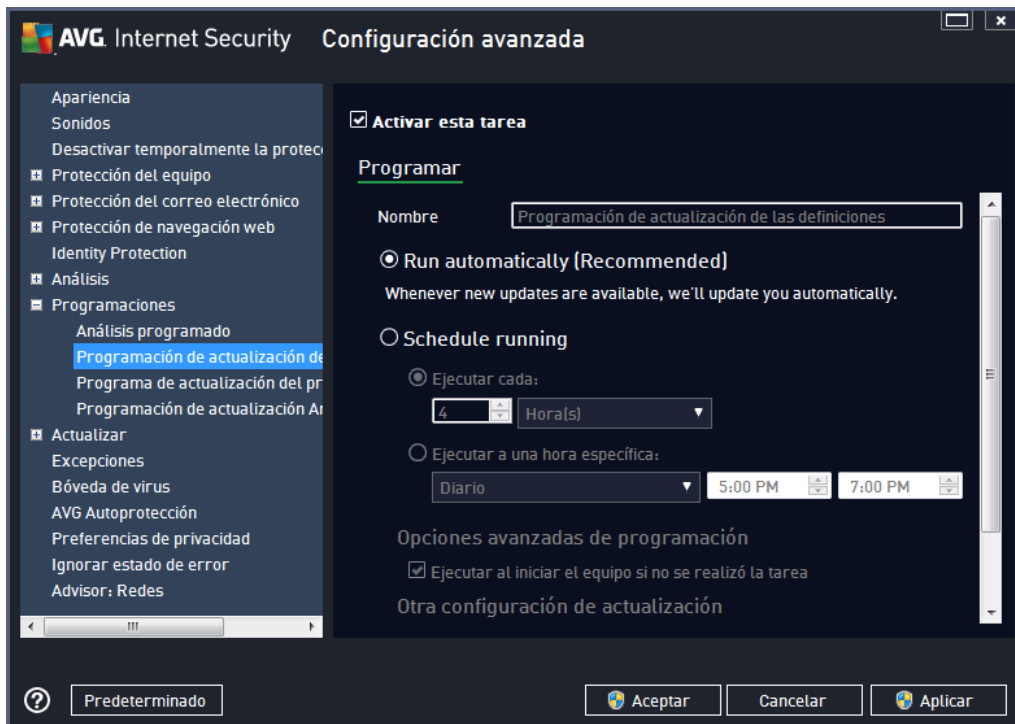 AVG. Internet Security Configuración avanzada
Apariencia
Sonidos
Desactivar temporalmente la protec
Protección del equipo
Protección del correo electrónico
Protección de navegación web
Identity Protection
Análisis
Programaciones
Análisis programado
Programación de actualización de
Programa de actualización del pr
Programación de actualización
Actualizar
Excepciones
Bóveda de virus
AVG Autoprotección
Preferencias de privacidad
Ignorar estado de error
Advisor: Redes
Activar esta tarea
Programar
Nombre Programación de actualización de las definiciones
Run automatically (Recommended)
Whenever new updates are available, we'll update you automatically.
Schedule running
Ejecutar cada:
4 Hora(s)
Ejecutar a una hora específica:
Diario 5:00 PM 7:00 PM
Opciones avanzadas de programación
Ejecutar al iniciar el equipo si no se realizó la tarea
Otra configuración de actualización
? Predeterminado Aceptar Cancelar Aplicar